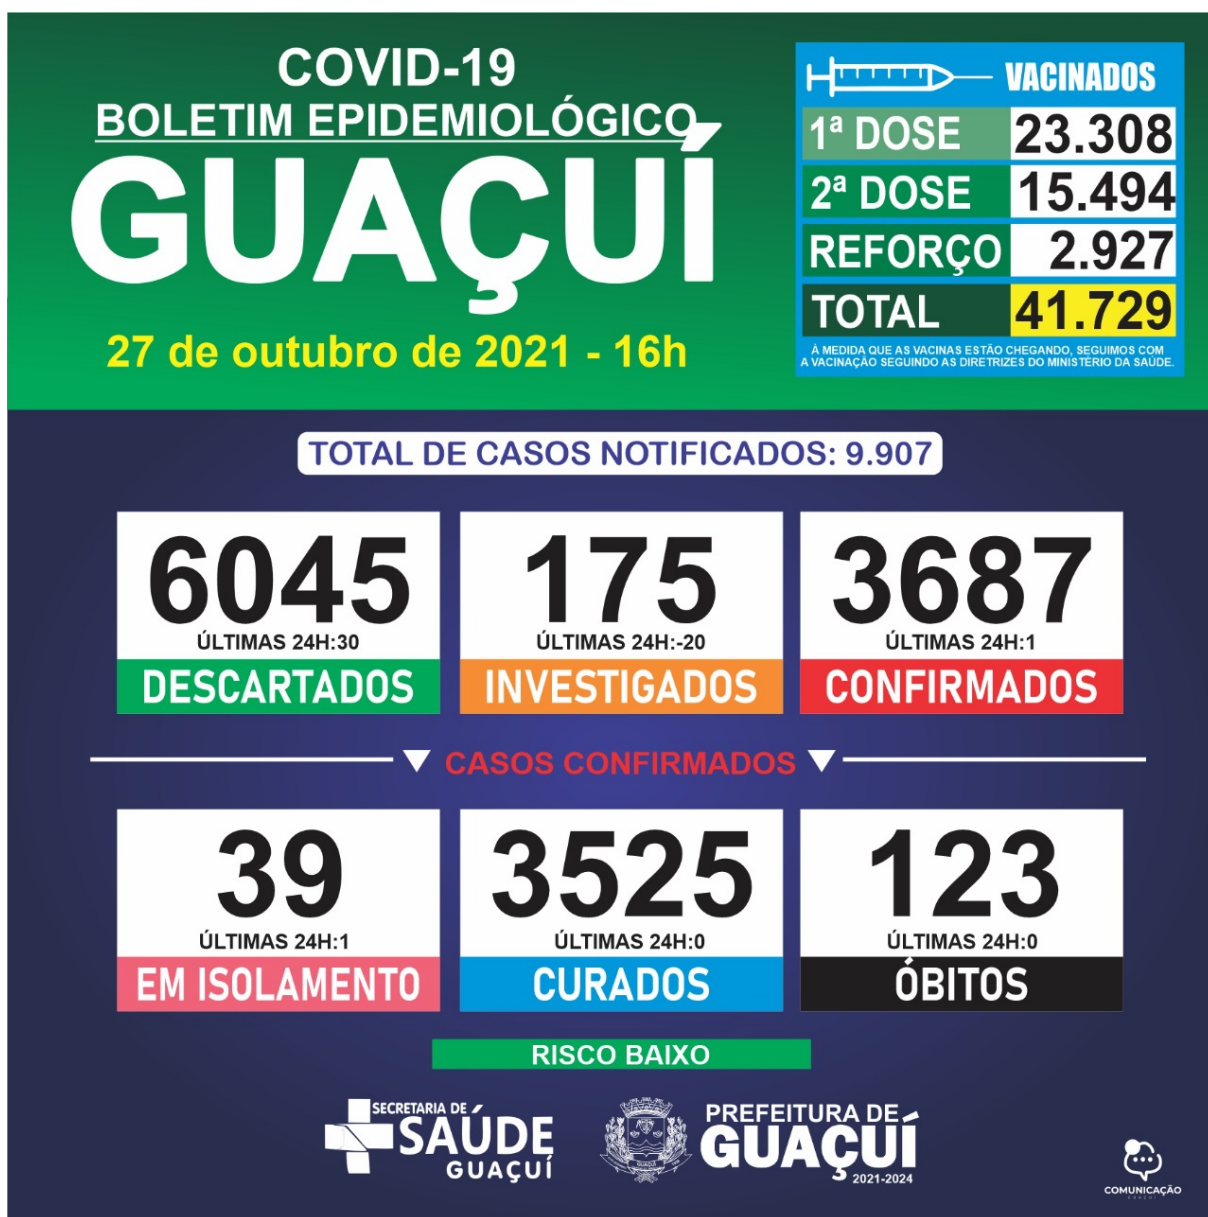 COVID-19
BOLETIM EPIDEMIOLÓGICO
GUAÇUÍ
27 de outubro de 2021 - 16h
VACINADOS
1ª DOSE 23.308
2ª DOSE 15.494
REFORÇO 2.927
TOTAL 41.729
À MEDIDA QUE AS VACINAS ESTÃO CHEGANDO, SEGUIMOS COM
A VACINAÇÃO SEGUINDO AS DIRETRIZES DO MINISTÉRIO DA SAÚDE.
TOTAL DE CASOS NOTIFICADOS: 9.907
6045
ÚLTIMAS 24H:30
DESCARTADOS
175
ÚLTIMAS 24H:-20
INVESTIGADOS
3687
ÚLTIMAS 24H:1
CONFIRMADOS
CASOS CONFIRMADOS
39
ÚLTIMAS 24H:1
EM ISOLAMENTO
3525
ÚLTIMAS 24H:0
CURADOS
123
ÚLTIMAS 24H:0
ÓBITOS
RISCO BAIXO
SECRETARIA DE
SAÚDE
GUAÇUÍ
PREFEITURA DE
GUAÇUÍ
2021-2024
COMUNICAÇÃO